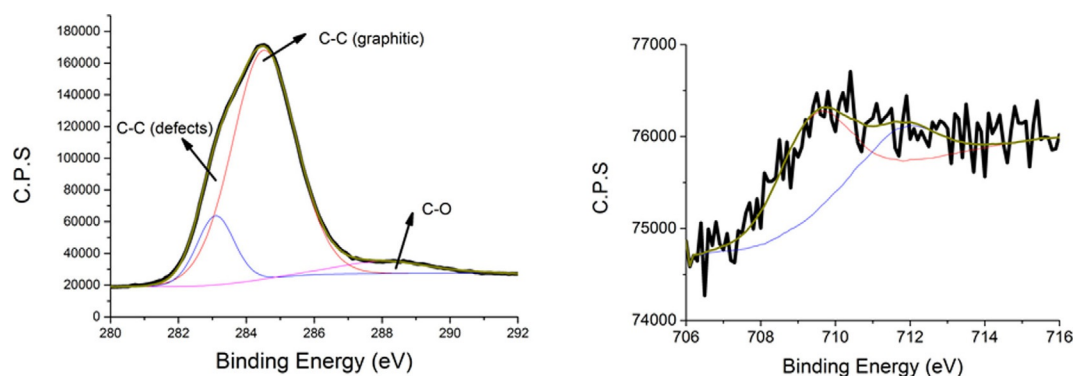 180000
160000
140000
120000
100000
80000
60000
40000
20000
0
C.P.S
C-C (graphitic)
C-C (defects)
C-O
280 282 284 286 288 290 292
Binding Energy (eV)
77000
76000
75000
74000
C.P.S
706 708 710 712 714 716
Binding Energy (eV)